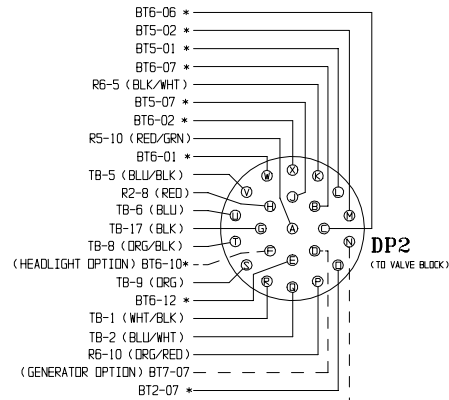 BT6-06 *
BT5-02 *
BT5-01 *
BT6-07 *
R6-5 (BLK/WHT)
BT5-07 *
BT6-02 *
R5-10 (RED/GRN)
BT6-01 *
TB-5 (BLU/BLK)
R2-8 (RED)
TB-6 (BLU)
TB-17 (BLK)
TB-8 (ORG/BLK)
(HEADLIGHT OPTION) BT6-10*
TB-9 (ORG)
BT6-12 *
TB-1 (WHT/BLK)
TB-2 (BLU/WHT)
R6-10 (ORG/RED)
(GENERATOR OPTION) BT7-07
BT2-07 *
X
W
K
V
J
L
H
B
U
M
G
A
C
T
N
F
D
E
S
O
R
P
Q
DP2
(TO VALVE BLOCK)